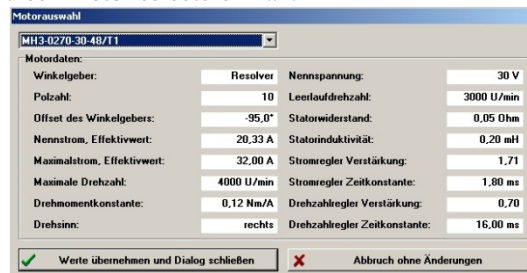 Motorauswahl
MH3-0270-30-48/T1
Motordaten:
Winkelgeber: Resolver Nennspannung: 30 V
Polzahl: 10 Leerlaufdrehzahl: 3000 U/min
Offset des Winkelgebers: -95,0° Statorwiderstand: 0,05 Ohm
Nennstrom, Effektivwert: 20,33 A Statorinduktivität: 0,20 mH
Maximalstrom, Effektivwert: 32,00 A Stromregler Verstärkung: 1,71
Maximale Drehzahl: 4000 U/min Stromregler Zeitkonstante: 1,80 ms
Drehmomentkonstante: 0,12 Nm/A Drehzahlregler Verstärkung: 0,70
Drehsinn: rechts Drehzahlregler Zeitkonstante: 16,00 ms
Werte übernehmen und Dialog schließen Abbruch ohne Änderungen